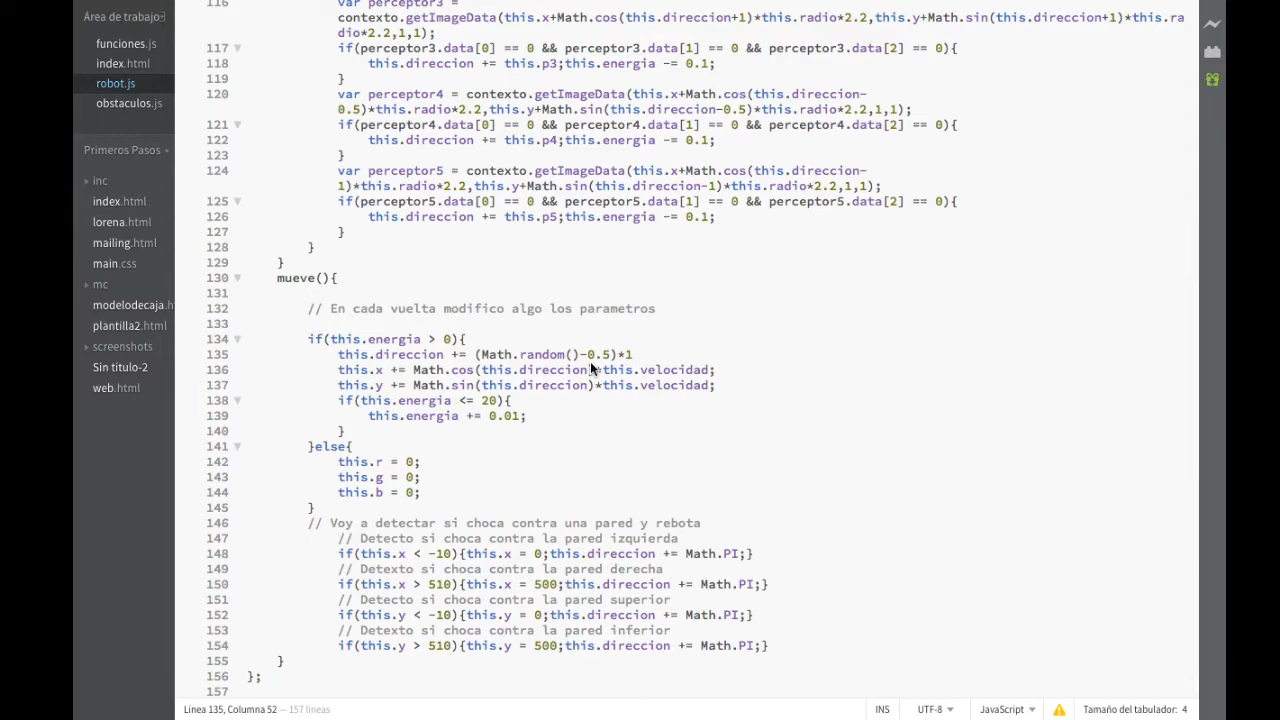 Área de trabajo
funciones.js
index.html
robot.js
obstaculos.js
Primeros Pasos
inc
index.html
lorena.html
mailing.html
main.css
mc
modelodecaja.h
plantilla2.html
screenshots
Sin título-2
web.html
116 var perceptor3 =
contexto.getImageData(this.x+Math.cos(this.direccion+1)*this.radio*2.2,this.y+Math.sin(this.direccion+1)*this.ra
dio*2.2,1,1);
117 if(perceptor3.data[0] == 0 && perceptor3.data[1] == 0 && perceptor3.data[2] == 0){
118 this.direccion += this.p3;this.energia -= 0.1;
119 }
120 var perceptor4 = contexto.getImageData(this.x+Math.cos(this.direccion-
0.5)*this.radio*2.2,this.y+Math.sin(this.direccion-0.5)*this.radio*2.2,1,1);
121 if(perceptor4.data[0] == 0 && perceptor4.data[1] == 0 && perceptor4.data[2] == 0){
122 this.direccion += this.p4;this.energia -= 0.1;
123 }
124 var perceptor5 = contexto.getImageData(this.x+Math.cos(this.direccion-
1)*this.radio*2.2,this.y+Math.sin(this.direccion-1)*this.radio*2.2,1,1);
125 if(perceptor5.data[0] == 0 && perceptor5.data[1] == 0 && perceptor5.data[2] == 0){
126 this.direccion += this.p5;this.energia -= 0.1;
127 }
128 }
129 }
130 mueve(){
131
132 // En cada vuelta modifico algo los parametros
133
134 if(this.energia > 0){
135 this.direccion += (Math.random()-0.5)*1
136 this.x += Math.cos(this.direccion)*this.velocidad;
137 this.y += Math.sin(this.direccion)*this.velocidad;
138 if(this.energia <= 20){
139 this.energia += 0.01;
140 }
141 }else{
142 this.r = 0;
143 this.g = 0;
144 this.b = 0;
145 }
146 // Voy a detectar si choca contra una pared y rebota
147 // Detecto si choca contra la pared izquierda
148 if(this.x < -10){this.x = 0;this.direccion += Math.PI;}
149 // Detexto si choca contra la pared derecha
150 if(this.x > 510){this.x = 500;this.direccion += Math.PI;}
151 // Detecto si choca contra la pared superior
152 if(this.y < -10){this.y = 0;this.direccion += Math.PI;}
153 // Detexto si choca contra la pared inferior
154 if(this.y > 510){this.y = 500;this.direccion += Math.PI;}
155 }
156 };
157
Línea 135, Columna 52 — 157 líneas
INS UTF-8 JavaScript Tamaño del tabulador: 4